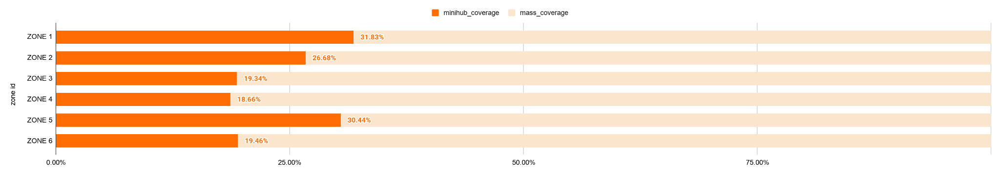 minihub_coverage mass_coverage
ZONE 1 31.83%
ZONE 2 26.68%
ZONE 3 19.34%
ZONE 4 18.66%
ZONE 5 30.44%
ZONE 6 19.46%
zone id
0.00% 25.00% 50.00% 75.00%